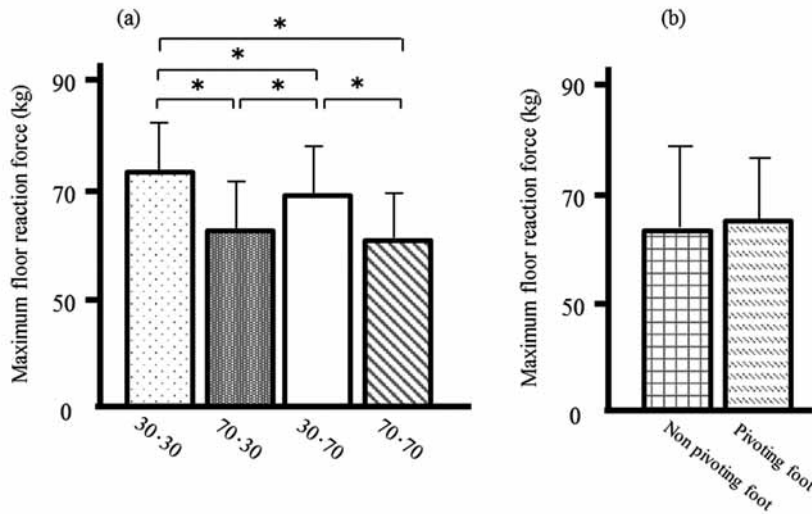 (a)
Maximum floor reaction force (kg)
90
70
50
0
*
*
*
*
*
30·30
70·30
30·70
70·70
(b)
Maximum floor reaction force (kg)
90
70
50
0
Non pivoting foot
Pivoting foot